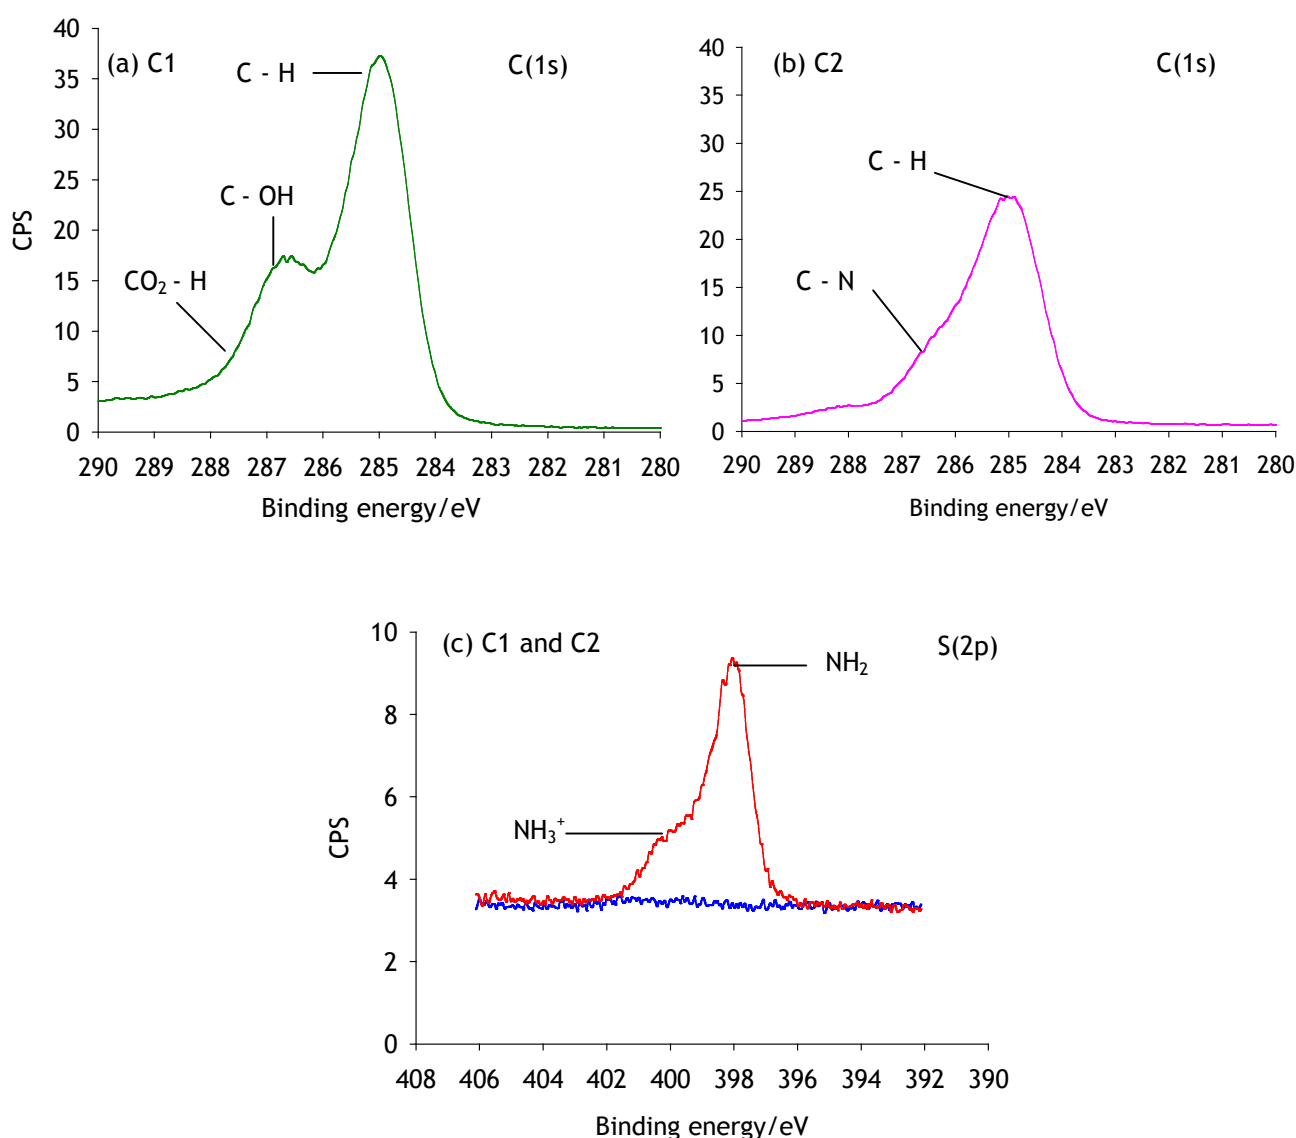 (a) C1
C(1s)
C - H
C - OH
CO₂ - H
CPS
40
35
30
25
20
15
10
5
0
290 289 288 287 286 285 284 283 282 281 280
Binding energy/eV
(b) C2
C(1s)
C - H
C - N
40
35
30
25
20
15
10
5
0
290 289 288 287 286 285 284 283 282 281 280
Binding energy/eV
(c) C1 and C2
S(2p)
NH₂
NH₃⁺
CPS
10
8
6
4
2
0
408 406 404 402 400 398 396 394 392 390
Binding energy/eV